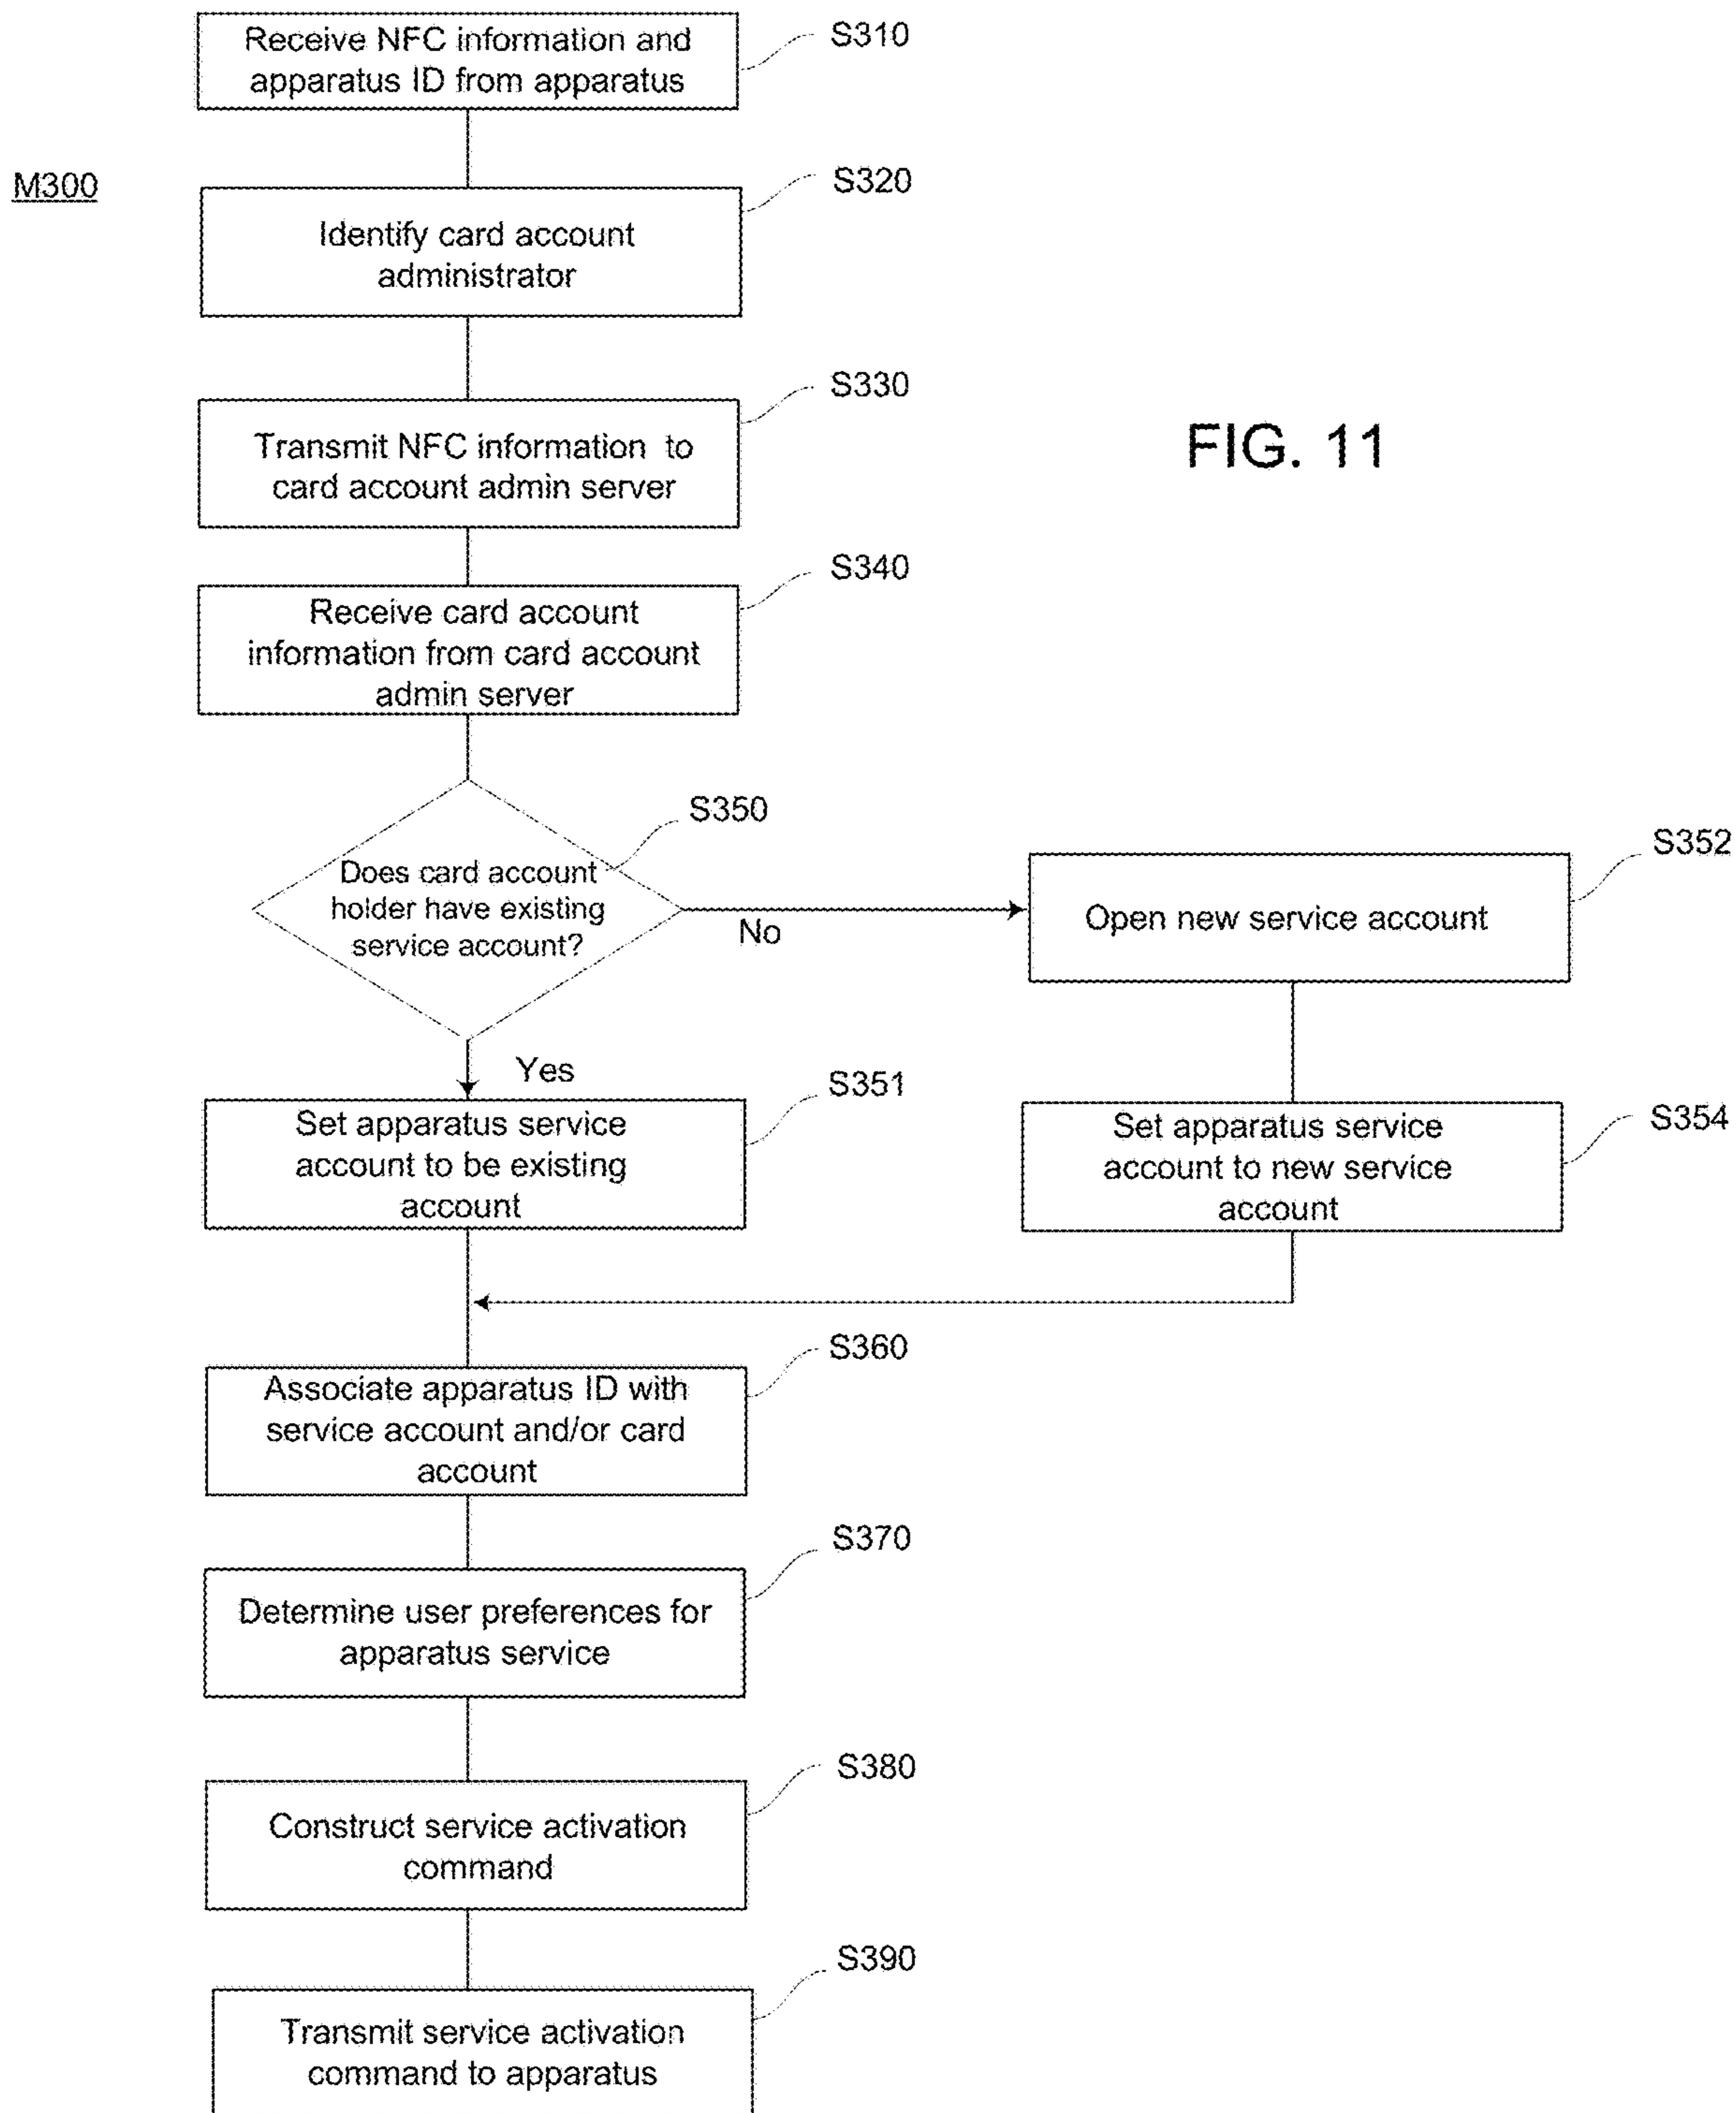 Receive NFC information and
apparatus ID from apparatus
S310
M300
Identify card account
administrator
S320
Transmit NFC information to
card account admin server
S330
FIG. 11
Receive card account
information from card account
admin server
S340
Does card account
holder have existing
service account?
S350
No
Yes
Open new service account
S352
Set apparatus service
account to be existing
account
S351
Set apparatus service
account to new service
account
S354
Associate apparatus ID with
service account and/or card
account
S360
Determine user preferences for
apparatus service
S370
Construct service activation
command
S380
Transmit service activation
command to apparatus
S390